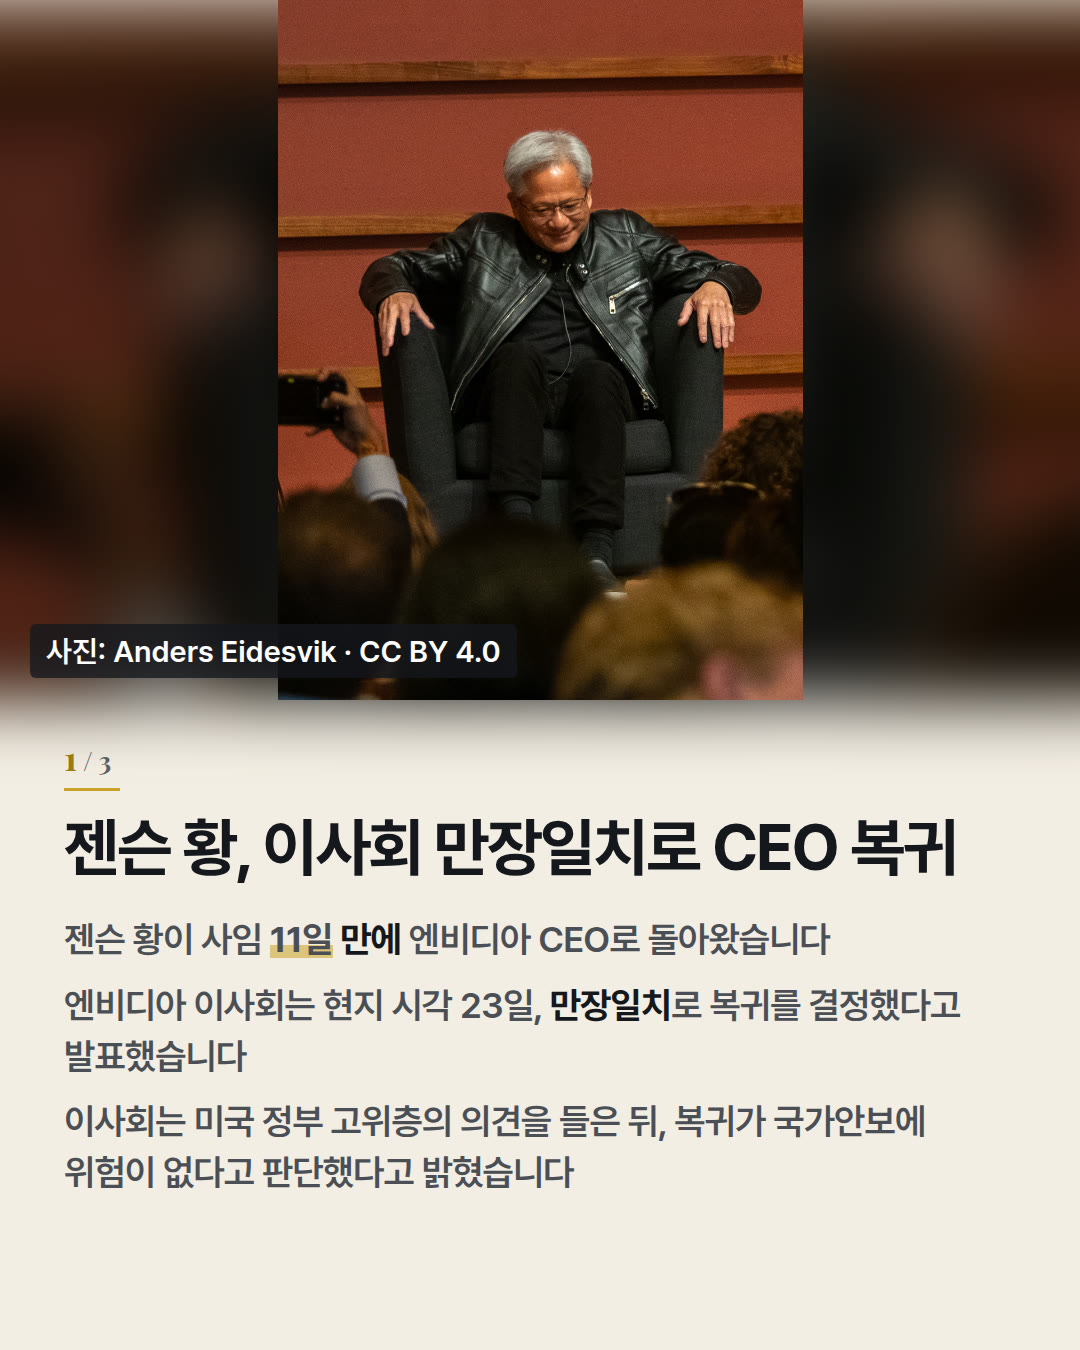 사진: Anders Eidesvik · CC BY 4.0
1 / 3
젠슨 황, 이사회 만장일치로 CEO 복귀
젠슨 황이 사임 11일 만에 엔비디아 CEO로 돌아왔습니다
엔비디아 이사회는 현지 시각 23일, 만장일치로 복귀를 결정했다고
발표했습니다
이사회는 미국 정부 고위층의 의견을 들은 뒤, 복귀가 국가안보에
위험이 없다고 판단했다고 밝혔습니다